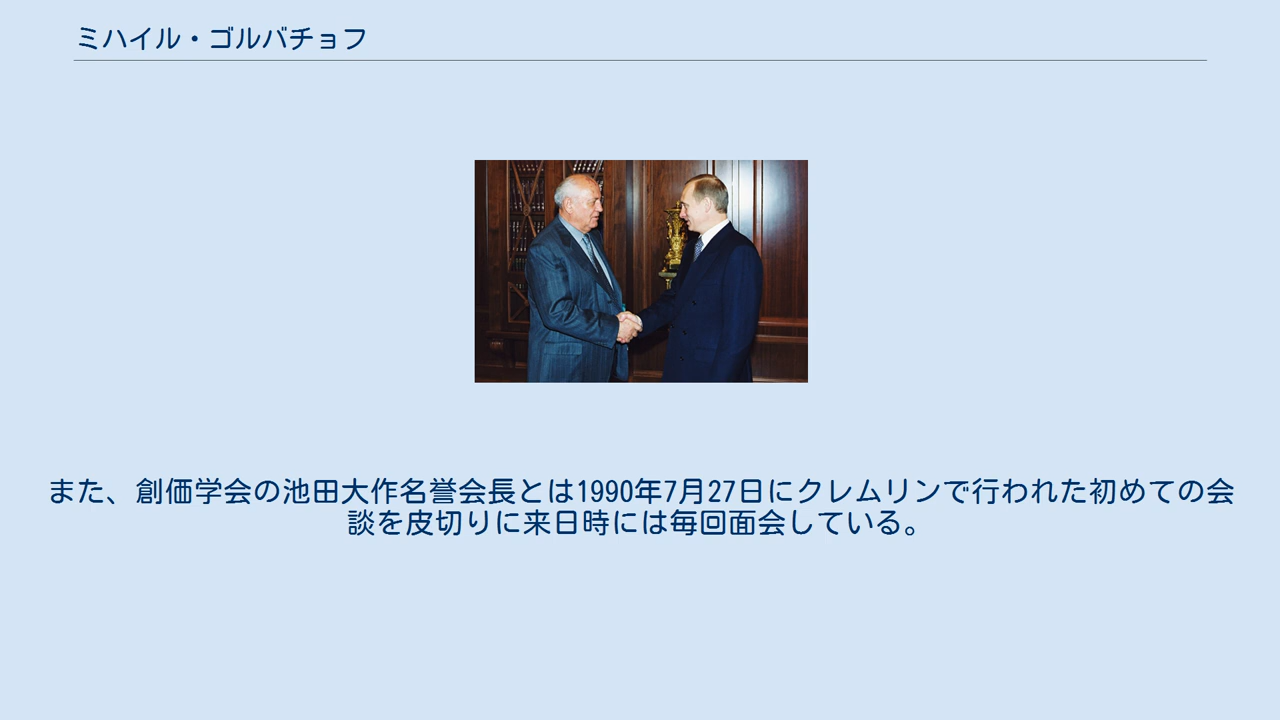 ミハイル・ゴルバチョフ
また、創価学会の池田大作名誉会長とは1990年7月27日にクレムリンで行われた初めての会
談を皮切りに来日時には毎回面会している。